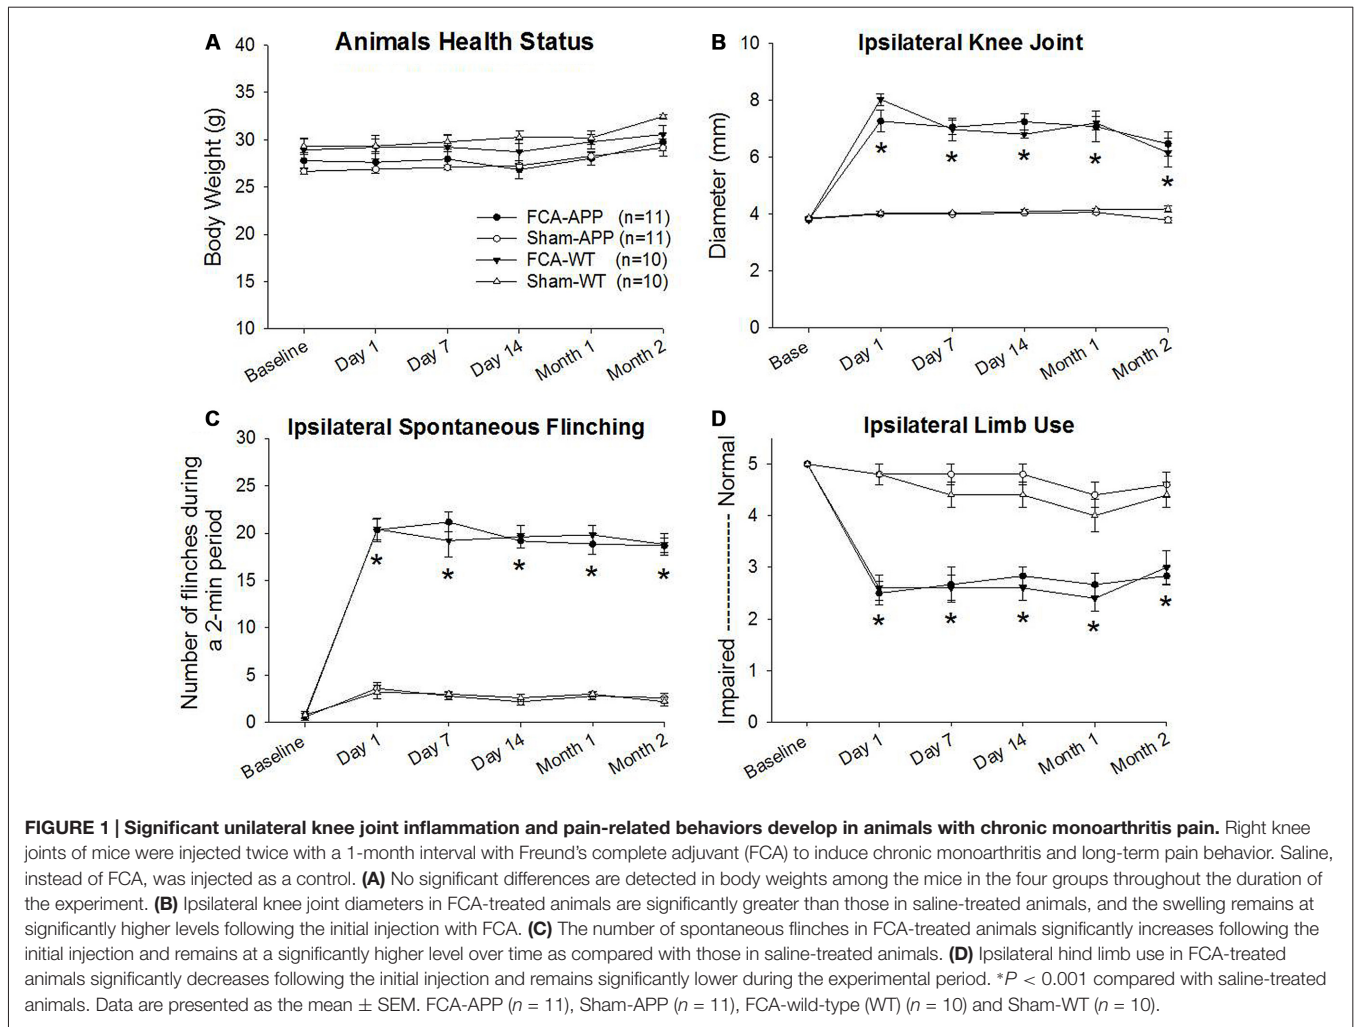 A
Animals Health Status
40
35
30
25
20
15
10
Body Weight (g)
FCA-APP (n=11)
Sham-APP (n=11)
FCA-WT (n=10)
Sham-WT (n=10)
Baseline
Day 1
Day 7
Day 14
Month 1
Month 2
B
Ipsilateral Knee Joint
10
8
6
4
2
0
Diameter (mm)
*
*
*
*
*
Base
Day 1
Day 7
Day 14
Month 1
Month 2
C
Ipsilateral Spontaneous Flinching
30
25
20
15
10
5
0
Number of flinches during
a 2-min period
*
*
*
*
*
Baseline
Day 1
Day 7
Day 14
Month 1
Month 2
D
Ipsilateral Limb Use
5
4
3
2
1
0
Impaired ------------- Normal
*
*
*
*
*
Baseline
Day 1
Day 7
Day 14
Month 1
Month 2
FIGURE 1 | Significant unilateral knee joint inflammation and pain-related behaviors develop in animals with chronic monoarthritis pain. Right knee
joints of mice were injected twice with a 1-month interval with Freund's complete adjuvant (FCA) to induce chronic monoarthritis and long-term pain behavior. Saline,
instead of FCA, was injected as a control. (A) No significant differences are detected in body weights among the mice in the four groups throughout the duration of
the experiment. (B) Ipsilateral knee joint diameters in FCA-treated animals are significantly greater than those in saline-treated animals, and the swelling remains at
significantly higher levels following the initial injection with FCA. (C) The number of spontaneous flinches in FCA-treated animals significantly increases following the
initial injection and remains at a significantly higher level over time as compared with those in saline-treated animals. (D) Ipsilateral hind limb use in FCA-treated
animals significantly decreases following the initial injection and remains significantly lower during the experimental period. *P < 0.001 compared with saline-treated
animals. Data are presented as the mean ± SEM. FCA-APP (n = 11), Sham-APP (n = 11), FCA-wild-type (WT) (n = 10) and Sham-WT (n = 10).